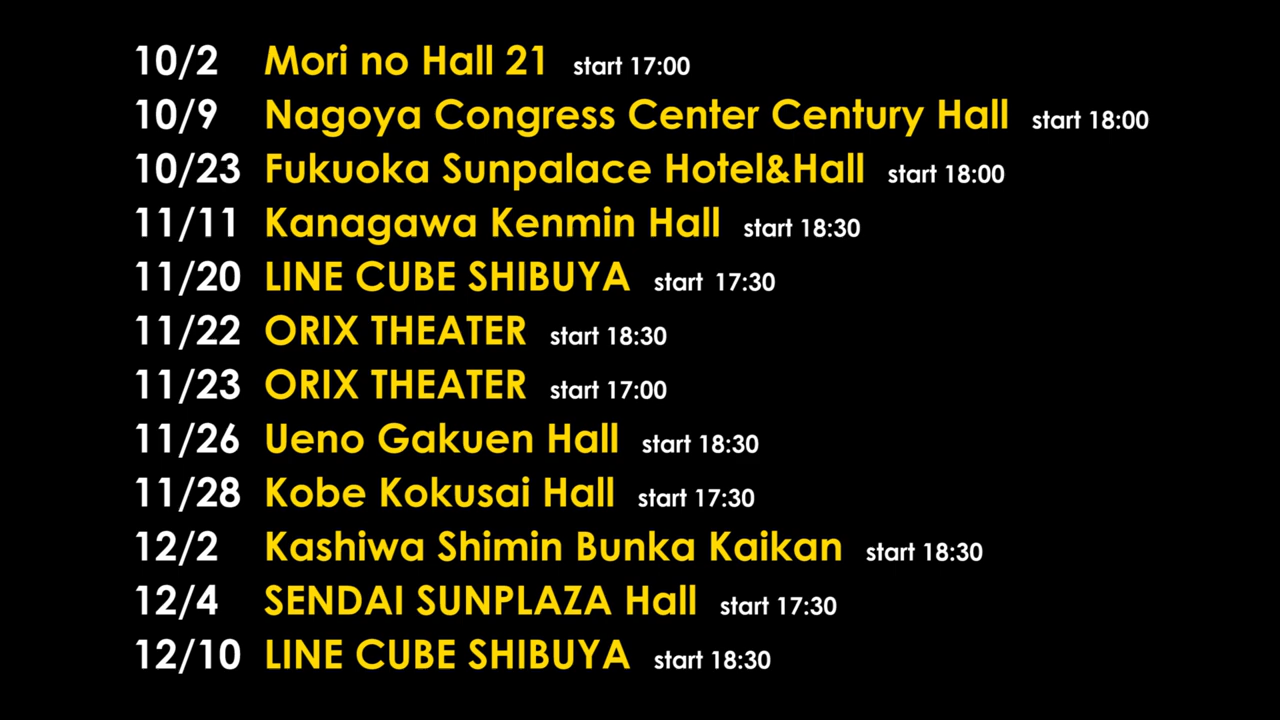 10/2 Mori no Hall 21 start 17:00
10/9 Nagoya Congress Center Century Hall start 18:00
10/23 Fukuoka Sunpalace Hotel&Hall start 18:00
11/11 Kanagawa Kenmin Hall start 18:30
11/20 LINE CUBE SHIBUYA start 17:30
11/22 ORIX THEATER start 18:30
11/23 ORIX THEATER start 17:00
11/26 Ueno Gakuen Hall start 18:30
11/28 Kobe Kokusai Hall start 17:30
12/2 Kashiwa Shimin Bunka Kaikan start 18:30
12/4 SENDAI SUNPLAZA Hall start 17:30
12/10 LINE CUBE SHIBUYA start 18:30